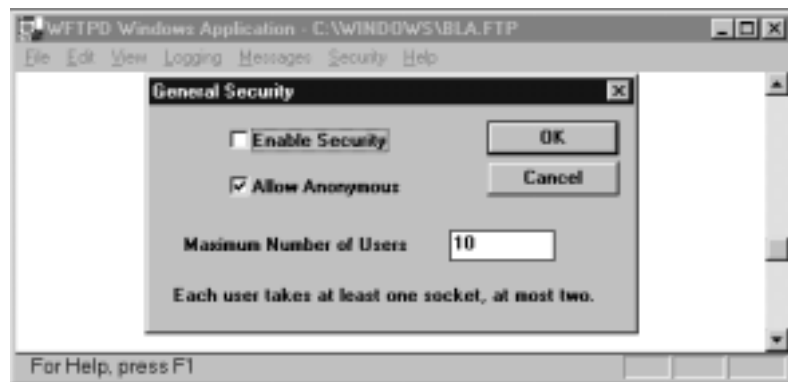 WFTPD Windows Application - C:\WINDOWS\BLA.FTP
File Edit View Logging Messages Security Help
General Security
Enable Security
OK
Allow Anonymous
Cancel
Maximum Number of Users 10
Each user takes at least one socket, at most two.
For Help, press F1